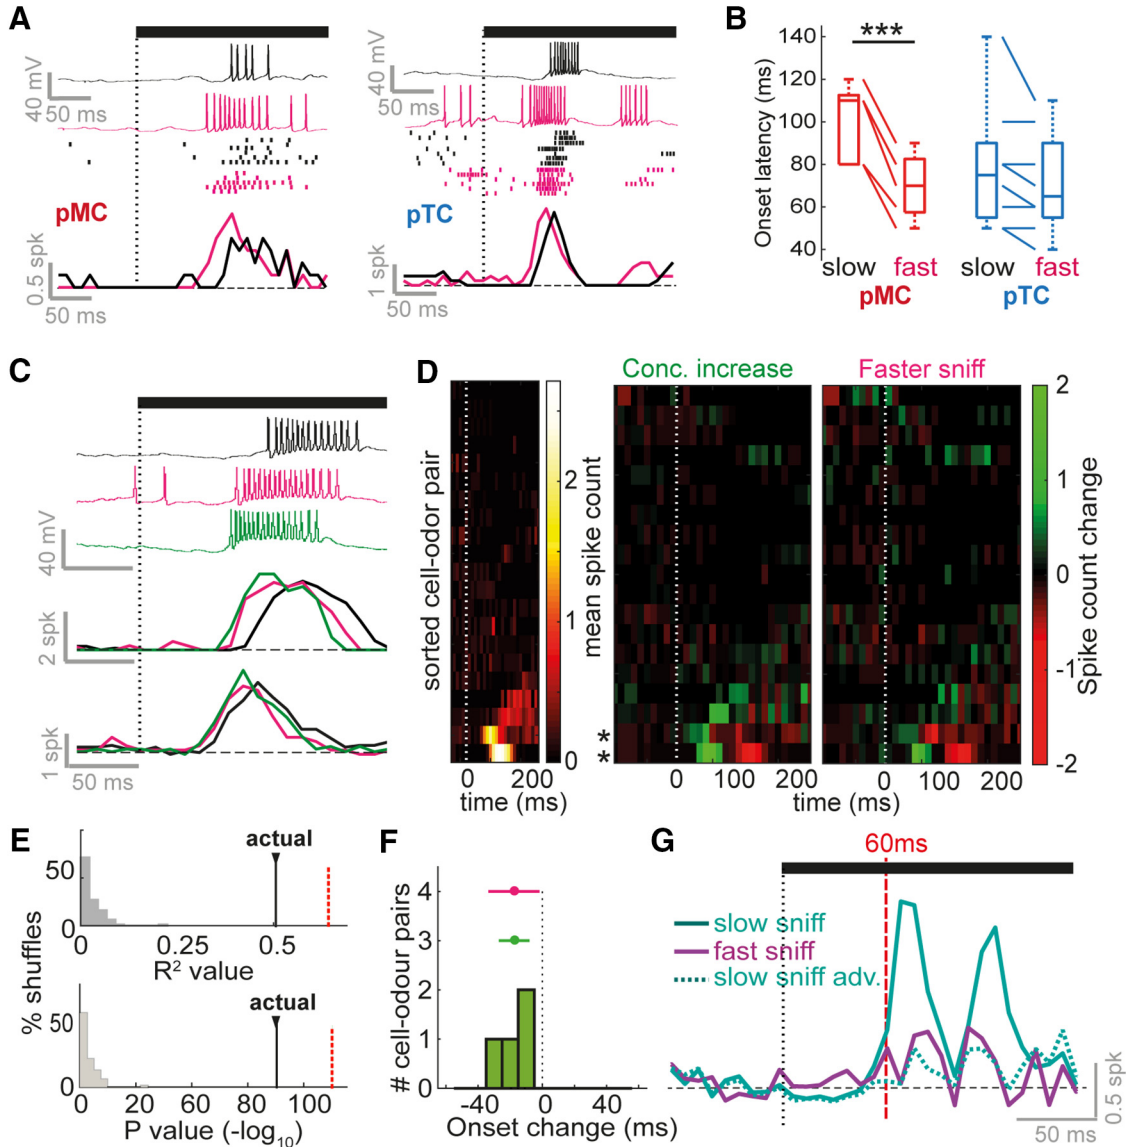 A
40 mV
50 ms
pMC
0.5 spk
50 ms
40 mV
50 ms
pTC
1 spk
50 ms
B
***
Onset latency (ms)
140
120
100
80
60
40
slow fast slow fast
pMC pTC
C
40 mV
2 spk
1 spk
50 ms
D
Conc. increase
Faster sniff
sorted cell-odor pair
0 200
time (ms)
2
1
0
mean spike count
*
*
0 100 200
time (ms)
0 100 200
time (ms)
2
1
0
-1
-2
Spike count change
E
% shuffles
actual
50
0
0 0.25 0.5
R² value
actual
50
0
0 20 40 60 80 100
P value (-log₁₀)
F
# cell-odour pairs
4
3
2
1
0
-40 0 40
Onset change (ms)
G
60ms
slow sniff
fast sniff
slow sniff adv.
0.5 spk
50 ms